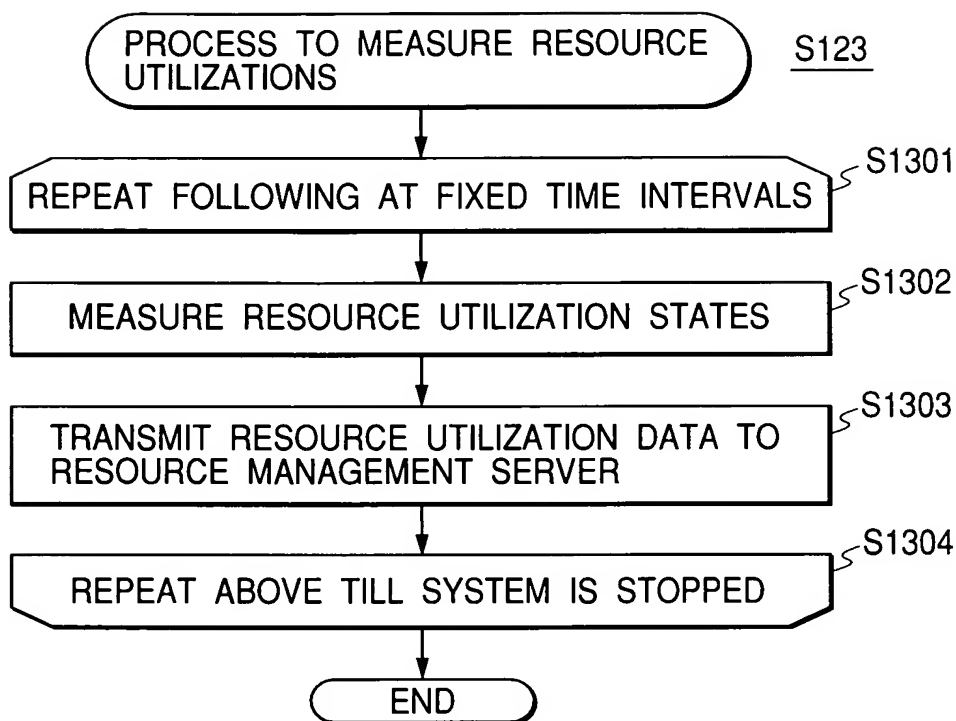 PROCESS TO MEASURE RESOURCE
UTILIZATIONS
S123
REPEAT FOLLOWING AT FIXED TIME INTERVALS
S1301
MEASURE RESOURCE UTILIZATION STATES
S1302
TRANSMIT RESOURCE UTILIZATION DATA TO
RESOURCE MANAGEMENT SERVER
S1303
REPEAT ABOVE TILL SYSTEM IS STOPPED
S1304
END